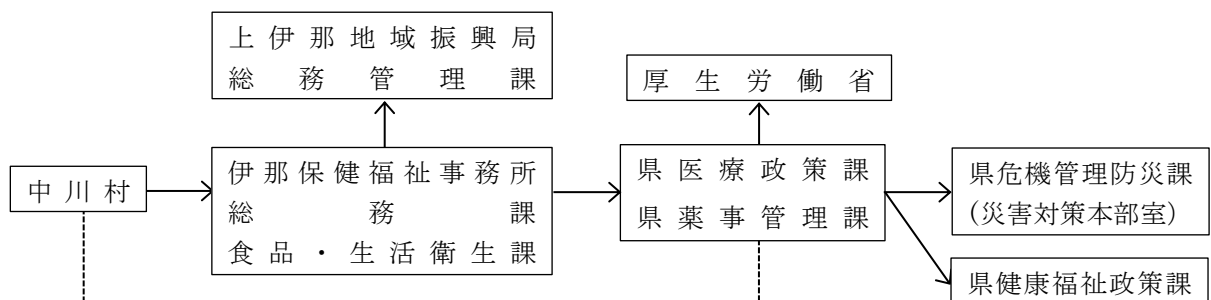 上伊那地域振興局
総務管理課
厚生労働省
中川村
伊那保健福祉事務所
総務課
食品・生活衛生課
県医療政策課
県薬事管理課
県危機管理防災課
(災害対策本部室)
県健康福祉政策課